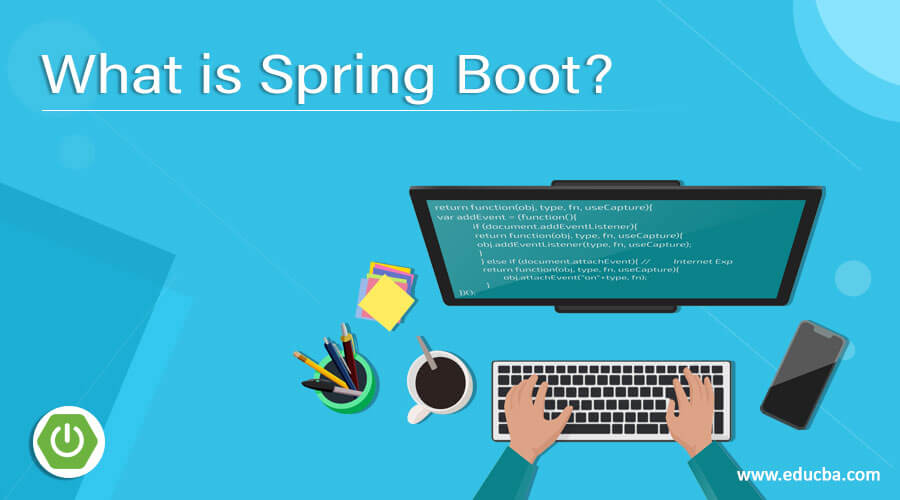 What is Spring Boot?
return function(obj, type, fn, useCapture){
var addEvent = (function(){
if (document.addEventListener){
return function(obj, type, fn, useCapture){
obj.addEventListener(type, fn, useCapture);
}
} else if (document.attachEvent){ // Internet Exp
return function(obj, type, fn, useCapture){
obj.attachEvent("on"+type, fn);
}
})();
www.educba.com